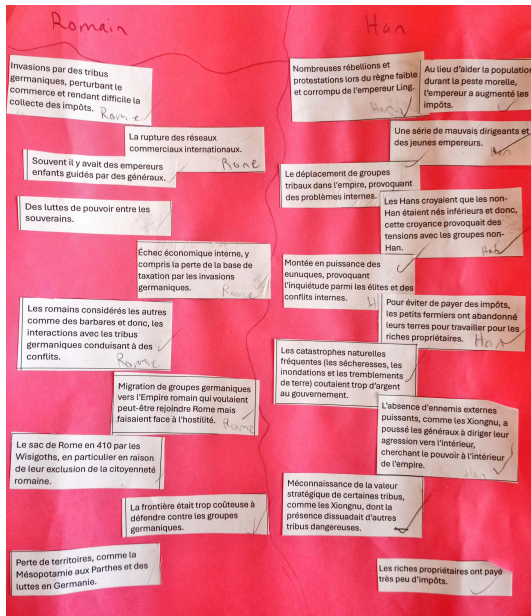 Romain
Invasions par des tribus
germaniques, perturbant le
commerce et rendant difficile la
collecte des impôts.
Rome
La rupture des réseaux
commerciaux internationaux.
Rome
Souvent il y avait des empereurs
enfants guidés par des généraux.
Des luttes de pouvoir entre les
souverains.
Échec économique interne, y
compris la perte de la base de
taxation par les invasions
germaniques.
Rome
Les romains considérés les autres
comme des barbares et donc, les
interactions avec les tribus
germaniques conduisant à des
conflits.
Rome
Migration de groupes germaniques
vers l'Empire romain qui voulaient
peut-être rejoindre Rome mais
faisaient face à l'hostilité.
Rome
Le sac de Rome en 410 par les
Wisigoths, en particulier en raison
de leur exclusion de la citoyenneté
romaine.
La frontière était trop coûteuse à
défendre contre les groupes
germaniques.
Perte de territoires, comme la
Mésopotamie aux Parthes et des
luttes en Germanie.
Han
Nombreuses rébellions et
protestations lors du règne faible
et corrompu de l'empereur Ling.
Han
Au lieu d'aider la population
durant la peste morelle,
l'empereur a augmenté les
impôts.
Une série de mauvais dirigeants et
des jeunes empereurs.
Han
Le déplacement de groupes
tribaux dans l'empire, provoquant
des problèmes internes.
Les Hans croyaient que les non-
Han étaient nés inférieurs et donc,
cette croyance provoquait des
tensions avec les groupes non-
Han.
Han
Montée en puissance des
eunuques, provoquant
l'inquiétude parmi les élites et des
conflits internes.
H
Pour éviter de payer des impôts,
les petits fermiers ont abandonné
leurs terres pour travailler pour les
riches propriétaires.
Han
Les catastrophes naturelles
fréquentes (les sécheresses, les
inondations et les tremblements
de terre) coutaient trop d'argent
au gouvernement.
L'absence d'ennemis externes
puissants, comme les Xiongnu, a
poussé les généraux à diriger leur
agression vers l'intérieur,
cherchant le pouvoir à l'intérieur
de l'empire.
Han
Méconnaissance de la valeur
stratégique de certaines tribus,
comme les Xiongnu, dont la
présence dissuadait d'autres
tribus dangereuses.
Les riches propriétaires ont payé
très peu d'impôts.